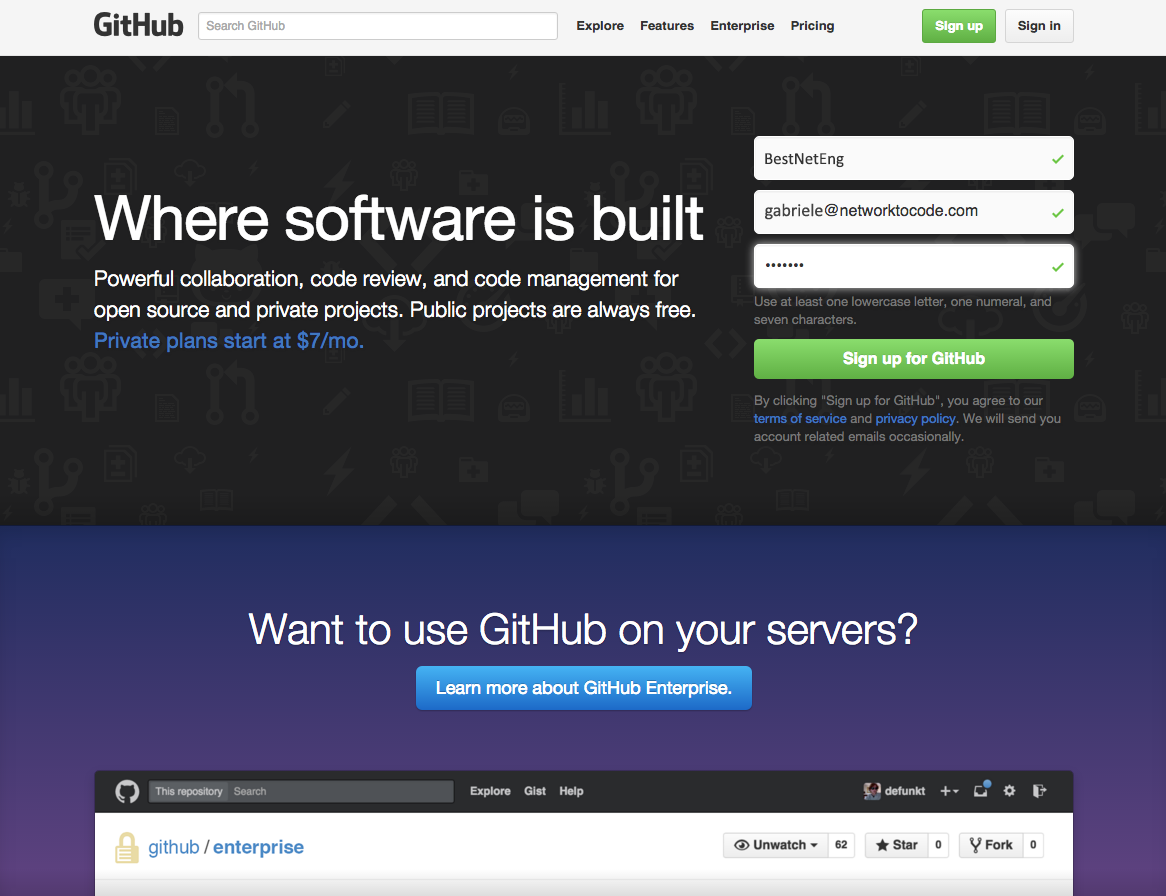 GitHub
Search GitHub
Explore Features Enterprise Pricing
Sign up
Sign in
BestNetEng
gabriele@networktocode.com
•••••••
Where software is built
Powerful collaboration, code review, and code management for
open source and private projects. Public projects are always free.
Private plans start at $7/mo.
Use at least one lowercase letter, one numeral, and
seven characters.
Sign up for GitHub
By clicking "Sign up for GitHub", you agree to our
terms of service and privacy policy. We will send you
account related emails occasionally.
Want to use GitHub on your servers?
Learn more about GitHub Enterprise.
This repository Search Explore Gist Help defunkt
github / enterprise
Unwatch 62 Star 0 Fork 0